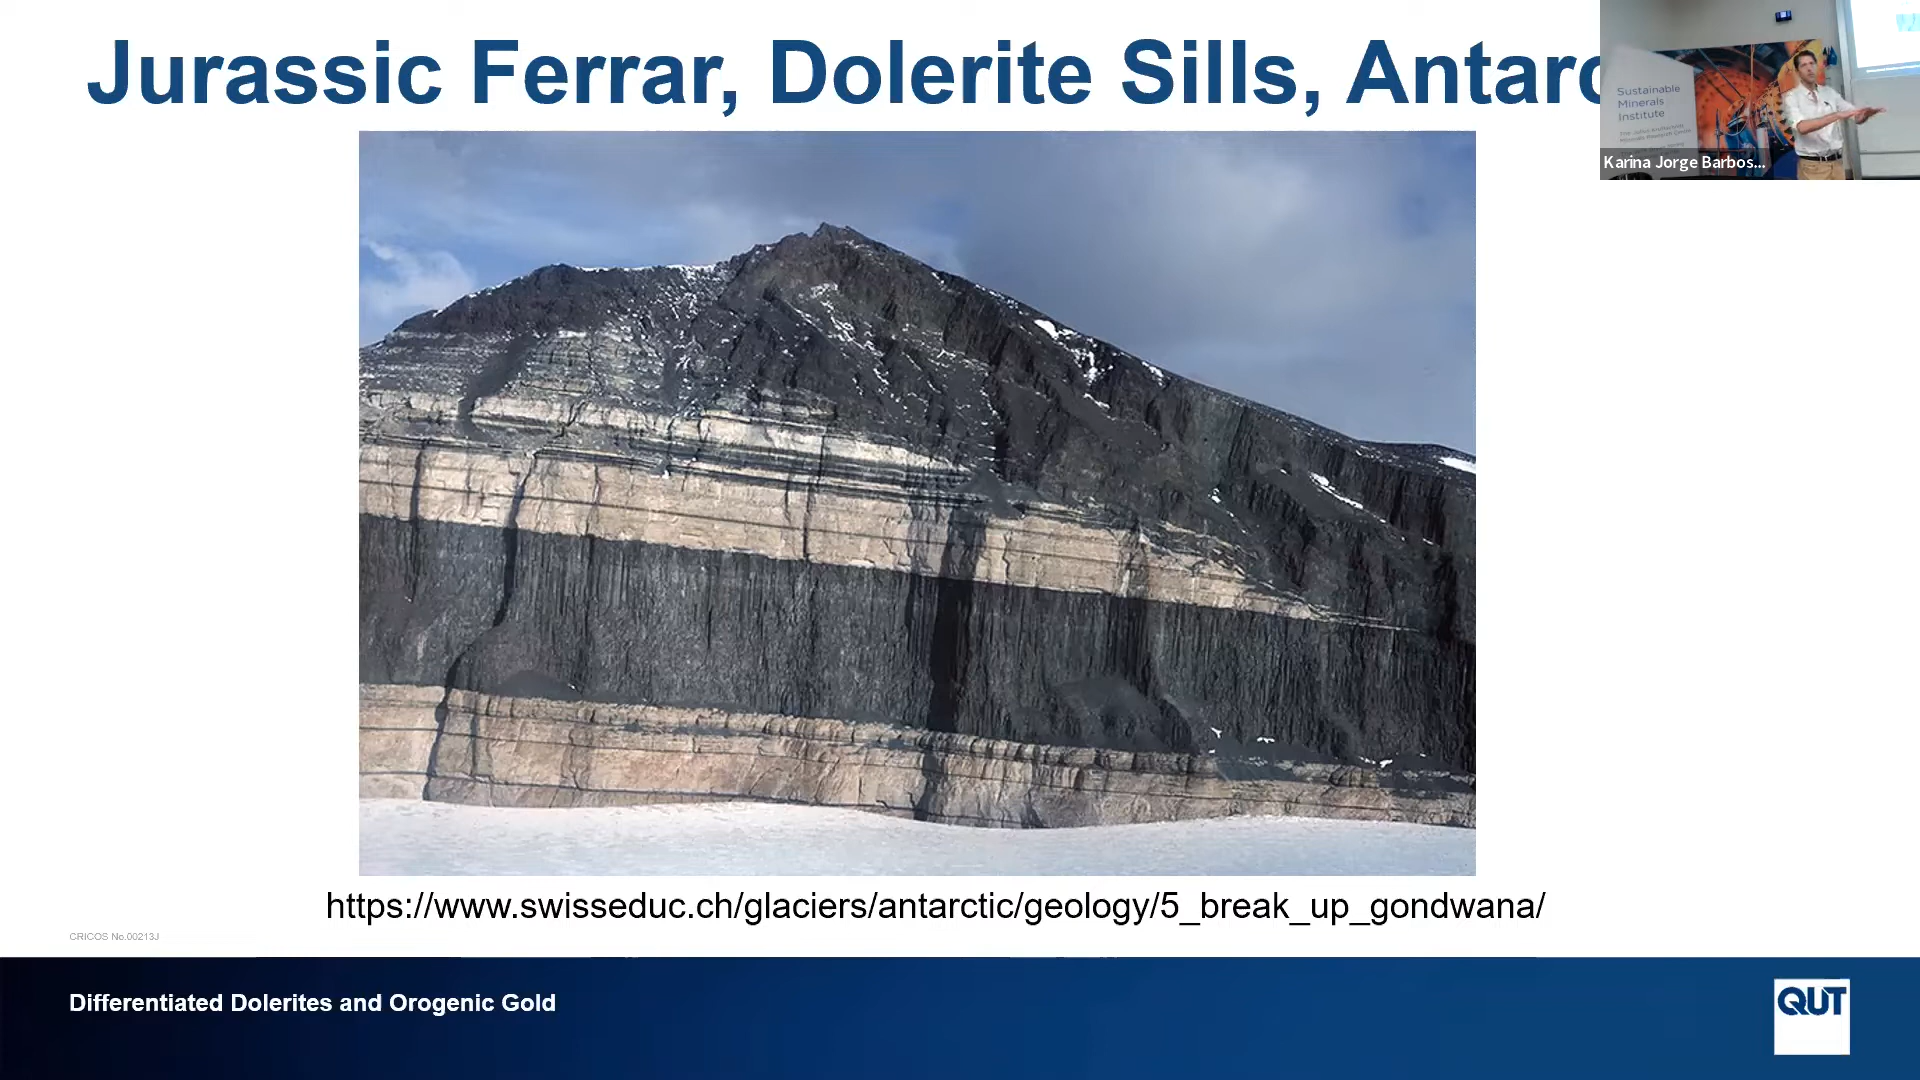 Jurassic Ferrar, Dolerite Sills, Antarc
Sustainable
Minerals
Institute
Karina Jorge Barbos...
https://www.swisseduc.ch/glaciers/antarctic/geology/5_break_up_gondwana/
CRICOS No.00213J
Differentiated Dolerites and Orogenic Gold
QUT